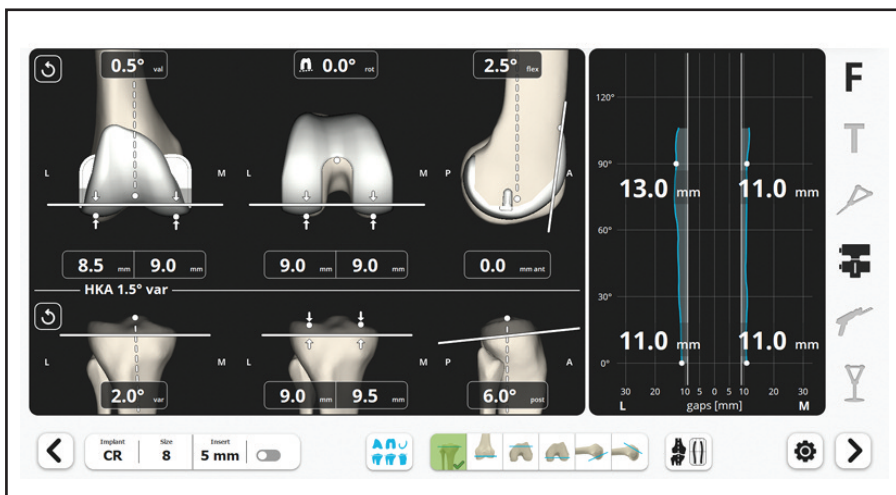 0.5° val
0.0° rot
2.5° flex
L M
L M
P A
8.5 mm 9.0 mm
9.0 mm 9.0 mm
0.0 mm ant
HKA 1.5° var
L M
L M
P A
2.0° var
9.0 mm 9.5 mm
6.0° post
120°
90°
13.0 mm 11.0 mm
60°
30°
11.0 mm 11.0 mm
0°
30 20 10 5 0 5 10 20 30
L gaps [mm] M
F
T
Implant Size Insert
CR 8 5 mm